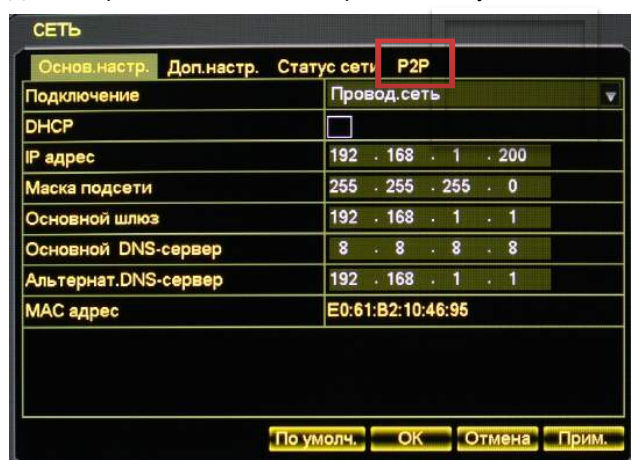 СЕТЬ
Основ.настр. Доп.настр. Статус сети P2P
Подключение Провод.сеть
DHCP
IP адрес 192 . 168 . 1 . 200
Маска подсети 255 . 255 . 255 . 0
Основной шлюз 192 . 168 . 1 . 1
Основной DNS-сервер 8 . 8 . 8 . 8
Альтернат.DNS-сервер 192 . 168 . 1 . 1
MAC адрес E0:61:B2:10:46:95
По умолч. OK Отмена Прим.